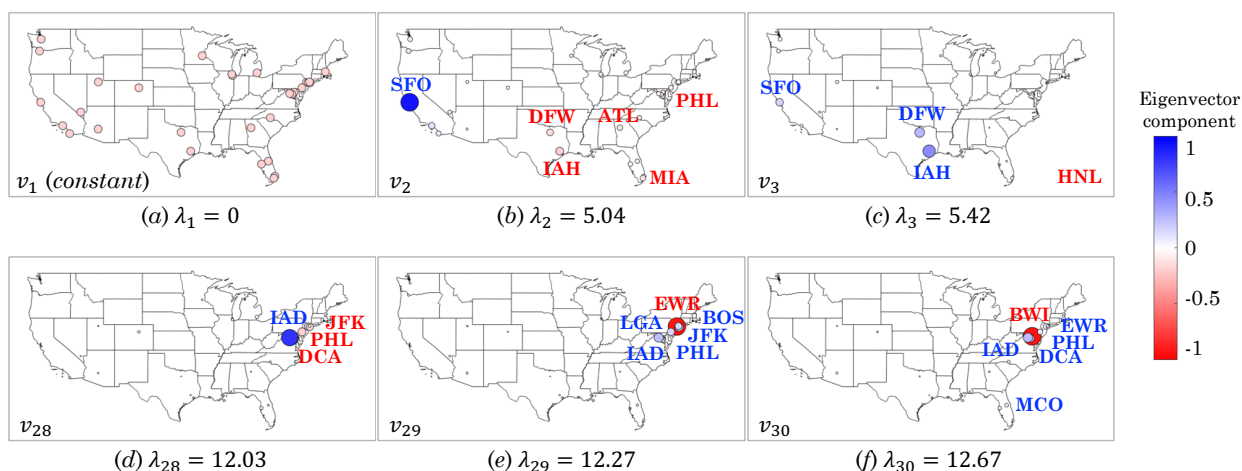 v₁ (constant)
(a) λ₁ = 0
SFO
PHL
DFW
ATL
IAH
MIA
v₂
(b) λ₂ = 5.04
SFO
DFW
IAH
HNL
v₃
(c) λ₃ = 5.42
Eigenvector
component
1
0.5
0
-0.5
-1
IAD
JFK
PHL
DCA
v₂₈
(d) λ₂₈ = 12.03
EWR
LGA
BOS
JFK
IAD
PHL
v₂₉
(e) λ₂₉ = 12.27
BWI
EWR
IAD
PHL
DCA
MCO
v₃₀
(f) λ₃₀ = 12.67